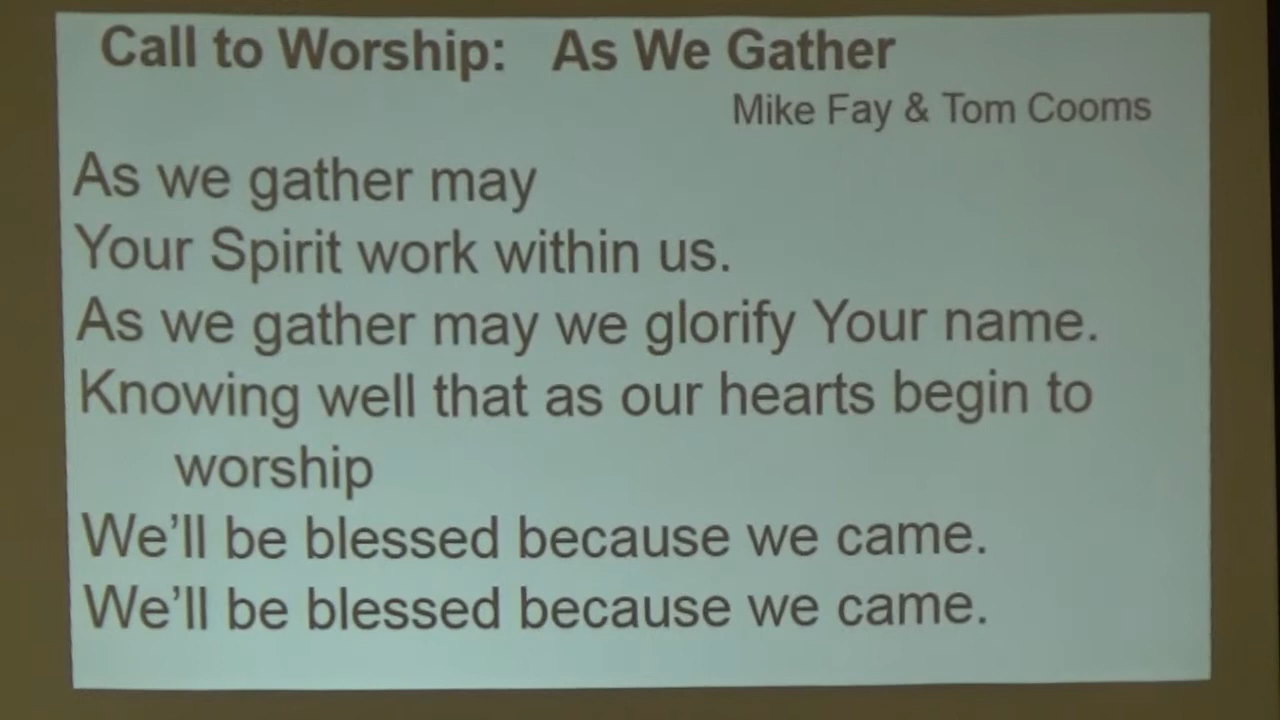 Call to Worship: As We Gather
Mike Fay & Tom Cooms
As we gather may
Your Spirit work within us.
As we gather may we glorify Your name.
Knowing well that as our hearts begin to
worship
We'll be blessed because we came.
We'll be blessed because we came.